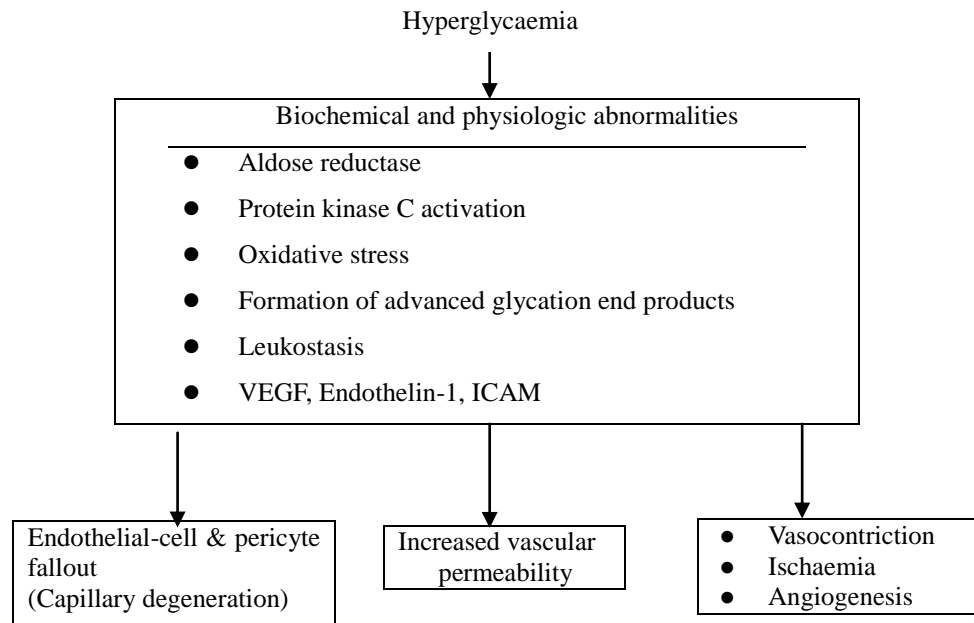 Hyperglycaemia
Biochemical and physiologic abnormalities
● Aldose reductase
● Protein kinase C activation
● Oxidative stress
● Formation of advanced glycation end products
● Leukostasis
● VEGF, Endothelin-1, ICAM
Endothelial-cell & pericyte
fallout
(Capillary degeneration)
Increased vascular
permeability
● Vasocontriction
● Ischaemia
● Angiogenesis